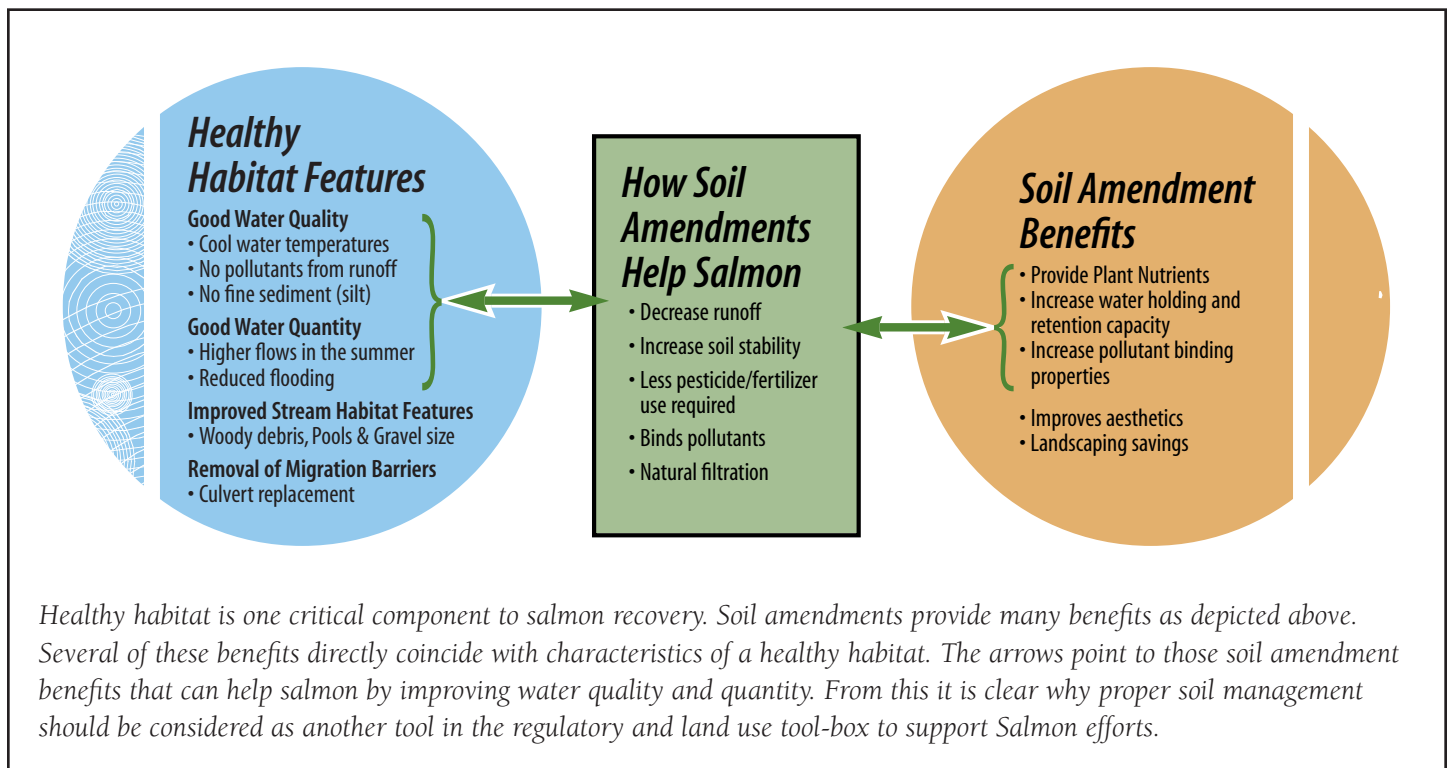 Healthy
Habitat Features
Good Water Quality
• Cool water temperatures
• No pollutants from runoff
• No fine sediment (silt)
Good Water Quantity
• Higher flows in the summer
• Reduced flooding
Improved Stream Habitat Features
• Woody debris, Pools & Gravel size
Removal of Migration Barriers
• Culvert replacement
How Soil
Amendments
Help Salmon
• Decrease runoff
• Increase soil stability
• Less pesticide/fertilizer
use required
• Binds pollutants
• Natural filtration
Soil Amendment
Benefits
• Provide Plant Nutrients
• Increase water holding and
retention capacity
• Increase pollutant binding
properties
• Improves aesthetics
• Landscaping savings
Healthy habitat is one critical component to salmon recovery. Soil amendments provide many benefits as depicted above.
Several of these benefits directly coincide with characteristics of a healthy habitat. The arrows point to those soil amendment
benefits that can help salmon by improving water quality and quantity. From this it is clear why proper soil management
should be considered as another tool in the regulatory and land use tool-box to support Salmon efforts.